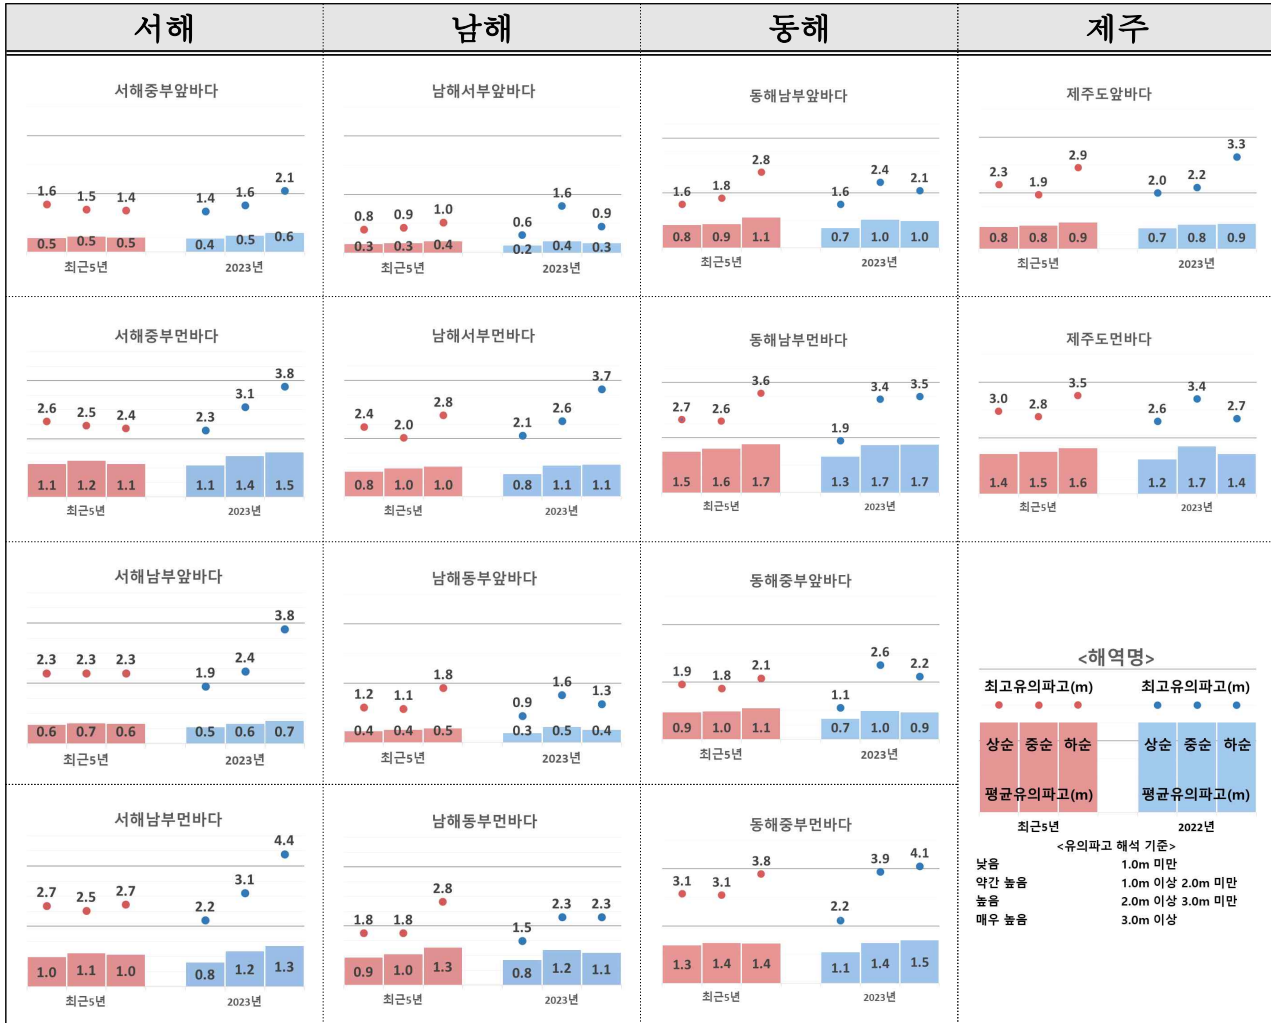 서해 남해 동해 제주
서해중부앞바다
1.6 1.5 1.4 1.4 1.6 2.1
0.5 0.5 0.5 0.4 0.5 0.6
최근5년 2023년
남해서부앞바다
0.8 0.9 1.0 0.6 1.6 0.9
0.3 0.3 0.4 0.2 0.4 0.3
최근5년 2023년
동해남부앞바다
1.6 1.8 2.8 1.6 2.4 2.1
0.8 0.9 1.1 0.7 1.0 1.0
최근5년 2023년
제주도앞바다
2.3 1.9 2.9 2.0 2.2 3.3
0.8 0.8 0.9 0.7 0.8 0.9
최근5년 2023년
서해중부먼바다
2.6 2.5 2.4 2.3 3.1 3.8
1.1 1.2 1.1 1.1 1.4 1.5
최근5년 2023년
남해서부먼바다
2.4 2.0 2.8 2.1 2.6 3.7
0.8 1.0 1.0 0.8 1.1 1.1
최근5년 2023년
동해남부먼바다
2.7 2.6 3.6 1.9 3.4 3.5
1.5 1.6 1.7 1.3 1.7 1.7
최근5년 2023년
제주도먼바다
3.0 2.8 3.5 2.6 3.4 2.7
1.4 1.5 1.6 1.2 1.7 1.4
최근5년 2023년
서해남부앞바다
2.3 2.3 2.3 1.9 2.4 3.8
0.6 0.7 0.6 0.5 0.6 0.7
최근5년 2023년
남해동부앞바다
1.2 1.1 1.8 0.9 1.6 1.3
0.4 0.4 0.5 0.3 0.5 0.4
최근5년 2023년
동해중부앞바다
1.9 1.8 2.1 1.1 2.6 2.2
0.9 1.0 1.1 0.7 1.0 0.9
최근5년 2023년
서해남부먼바다
2.7 2.5 2.7 2.2 3.1 4.4
1.0 1.1 1.0 0.8 1.2 1.3
최근5년 2023년
남해동부먼바다
1.8 1.8 2.8 1.5 2.3 2.3
0.9 1.0 1.3 0.8 1.2 1.1
최근5년 2023년
동해중부먼바다
3.1 3.1 3.8 2.2 3.9 4.1
1.3 1.4 1.4 1.1 1.4 1.5
최근5년 2023년
<해역명>
최고유의파고(m) 최고유의파고(m)
상순 중순 하순 상순 중순 하순
평균유의파고(m) 평균유의파고(m)
최근5년 2022년
<유의파고 해석 기준>
낮음 1.0m 미만
약간 높음 1.0m 이상 2.0m 미만
높음 2.0m 이상 3.0m 미만
매우 높음 3.0m 이상